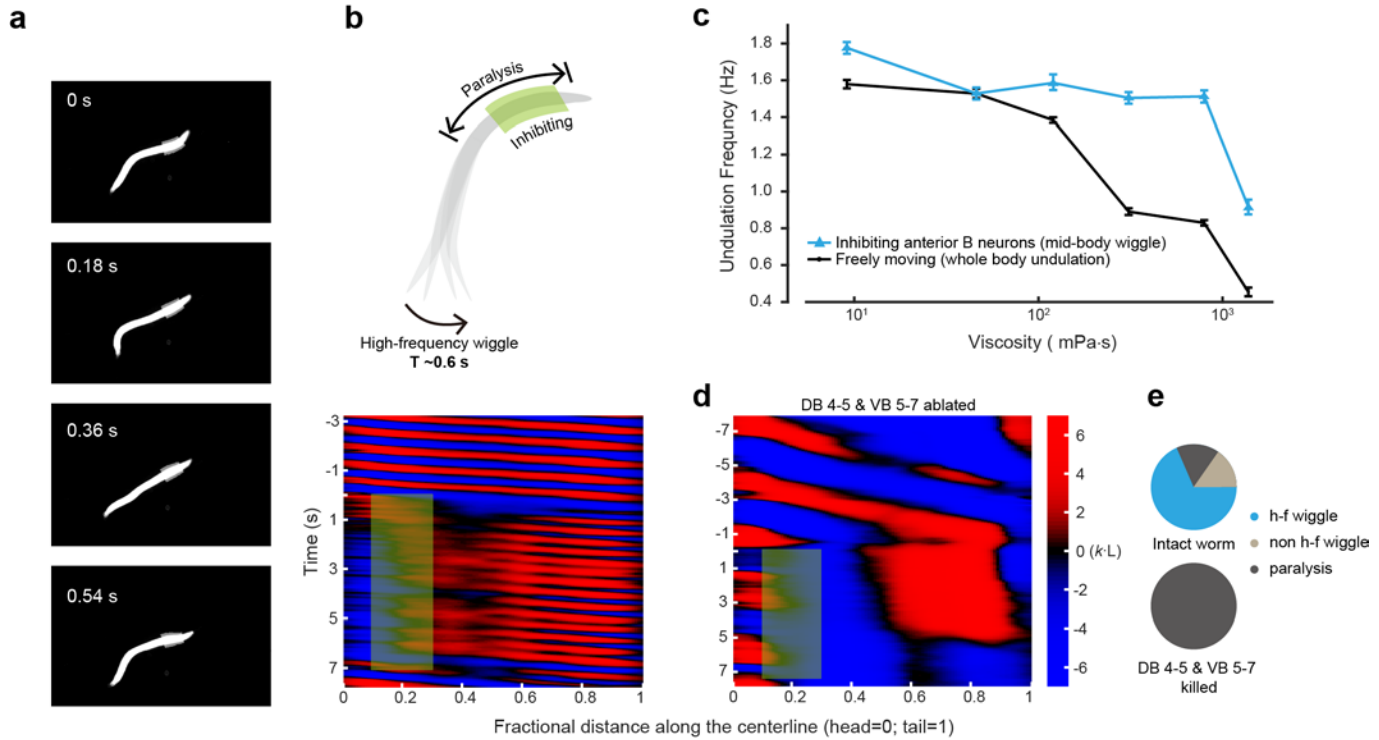 a
0 s
0.18 s
0.36 s
0.54 s
b
Paralysis
Inhibiting
High-frequency wiggle
T ~0.6 s
c
Undulation Frequncy (Hz)
1.8
1.6
1.4
1.2
1.0
0.8
0.6
0.4
Inhibiting anterior B neurons (mid-body wiggle)
Freely moving (whole body undulation)
10¹
10²
10³
Viscosity ( mPa·s)
Time (s)
-3
-1
1
3
5
7
0
0.2
0.4
0.6
0.8
1
d
DB 4-5 & VB 5-7 ablated
-7
-5
-3
-1
1
3
5
7
0
0.2
0.4
0.6
0.8
1
6
4
2
0 (k·L)
-2
-4
-6
Fractional distance along the centerline (head=0; tail=1)
e
Intact worm
h-f wiggle
non h-f wiggle
paralysis
DB 4-5 & VB 5-7
killed